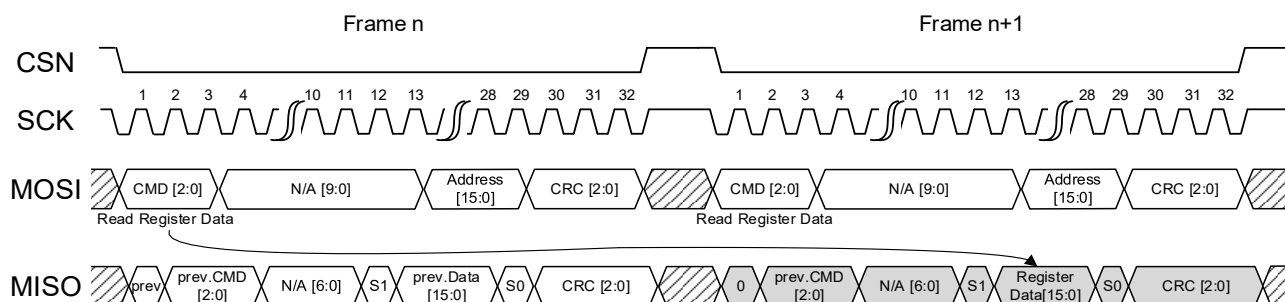 Frame n Frame n+1
CSN
1 2 3 4 10 11 12 13 28 29 30 31 32 1 2 3 4 10 11 12 13 28 29 30 31 32
SCK
MOSI CMD [2:0] N/A [9:0] Address [15:0] CRC [2:0] CMD [2:0] N/A [9:0] Address [15:0] CRC [2:0]
Read Register Data Read Register Data
MISO prev prev.CMD [2:0] N/A [6:0] S1 prev.Data [15:0] S0 CRC [2:0] 0 prev.CMD [2:0] N/A [6:0] S1 Register Data[15:0] S0 CRC [2:0]